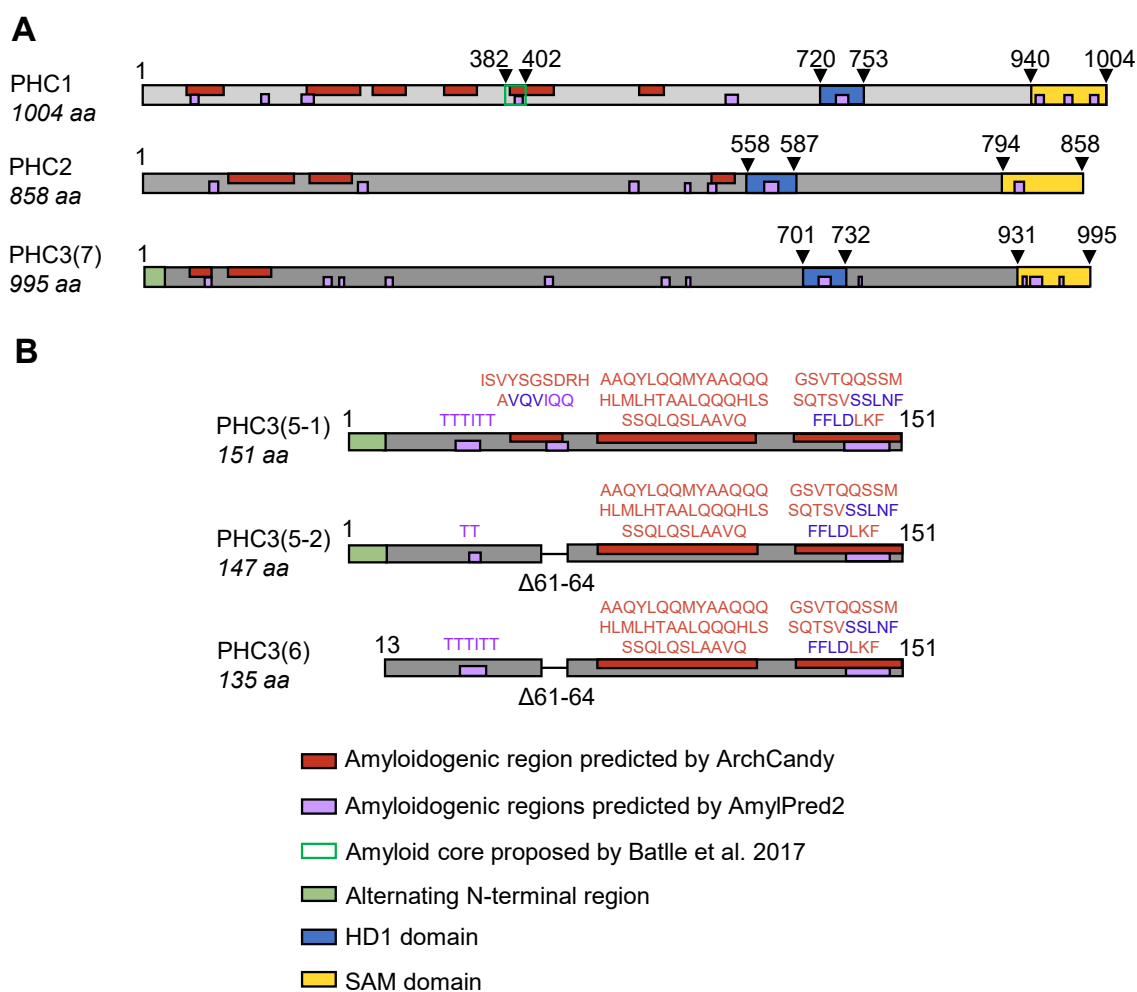 A
382 402 720 753 940 1004
1
PHC1
1004 aa
558 587 794 858
1
PHC2
858 aa
701 732 931 995
1
PHC3(7)
995 aa
B
ISVYSGSDRH AAQYLQQMYAAQQQ GSVTQQSSM
AVQVIQQ HLMLHTAALQQQHLS SQTSVSSLNF
1 TTTITT SSQLQSLAAVQ FFLDLKF 151
PHC3(5-1)
151 aa
AAQYLQQMYAAQQQ GSVTQQSSM
HLMLHTAALQQQHLS SQTSVSSLNF
1 TT SSQLQSLAAVQ FFLDLKF 151
PHC3(5-2)
147 aa
Δ61-64
AAQYLQQMYAAQQQ GSVTQQSSM
HLMLHTAALQQQHLS SQTSVSSLNF
13 TTTITT SSQLQSLAAVQ FFLDLKF 151
PHC3(6)
135 aa
Δ61-64
Amyloidogenic region predicted by ArchCandy
Amyloidogenic regions predicted by AmylPred2
Amyloid core proposed by Batlle et al. 2017
Alternating N-terminal region
HD1 domain
SAM domain